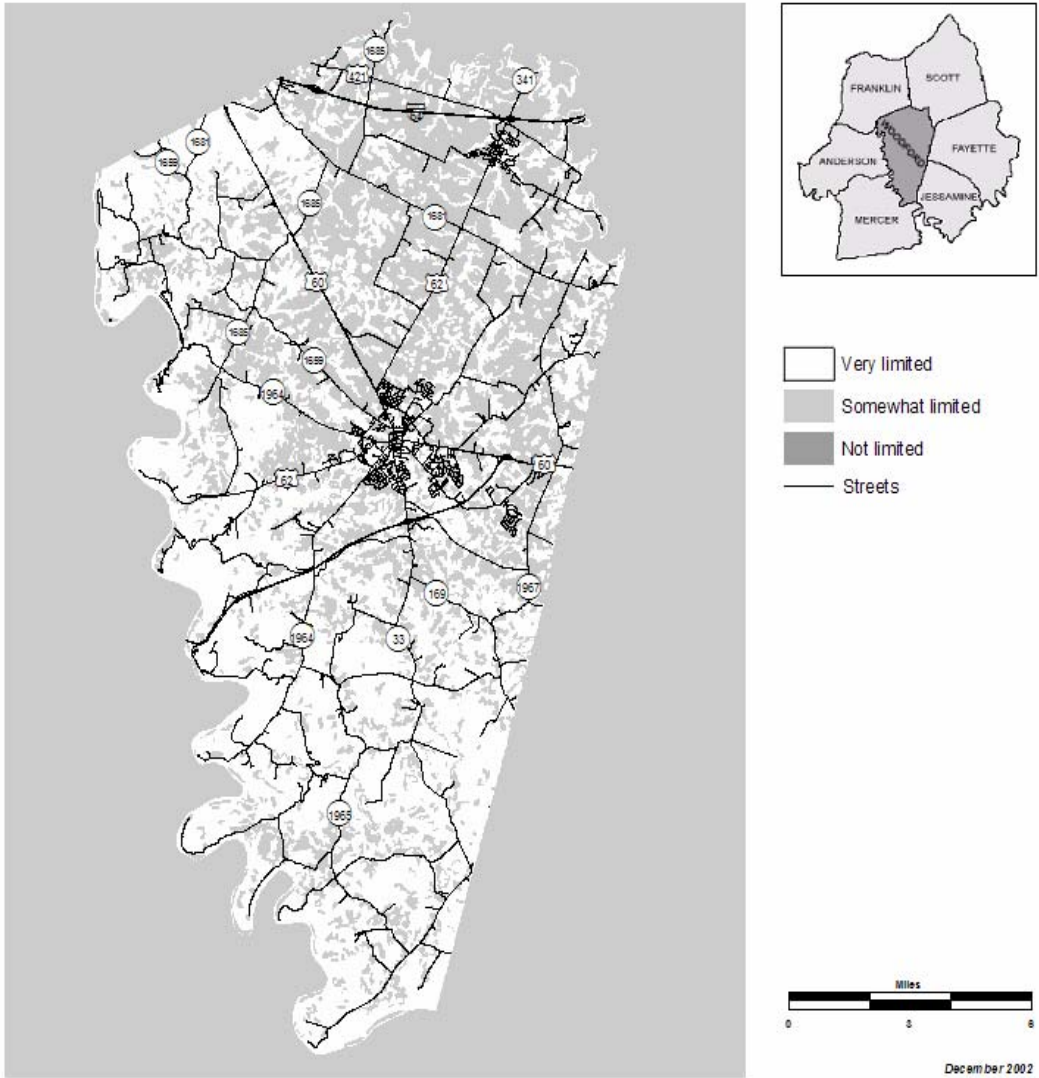 1685
421
341
64
1681
1659
1685
1681
60
62
1685
1659
1964
60
62
169
1967
1964
33
1965
FRANKLIN
SCOTT
WOODFORD
ANDERSON
FAYETTE
JESSAMINE
MERCER
Very limited
Somewhat limited
Not limited
Streets
Miles
0 3 6
December 2002